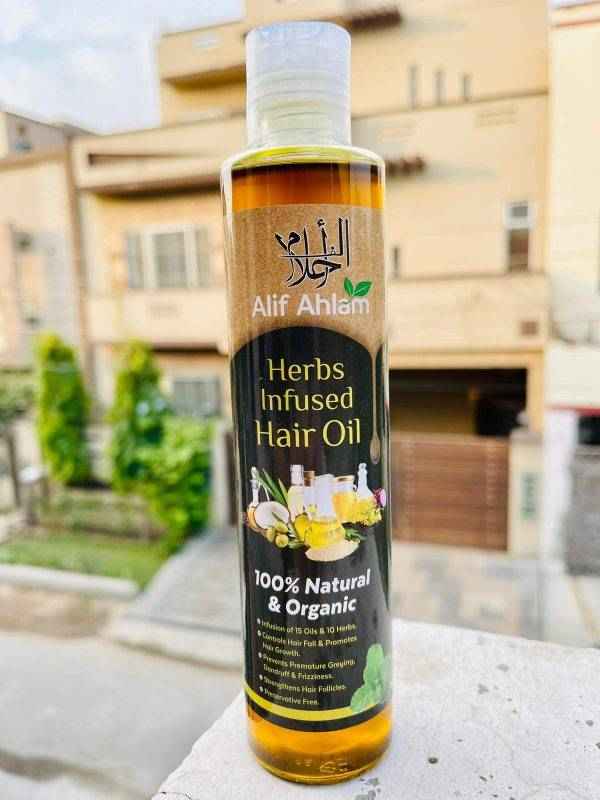 الأحلام
Alif Ahlam
Herbs
Infused
Hair Oil
100% Natural
& Organic
• Infusion of 15 Oils & 10 Herbs.
• Controls Hair Fall & Promotes
Hair Growth.
• Prevents Premature Greying,
Dandruff & Frizziness.
• Strengthens Hair Follicles.
• Preservative Free.